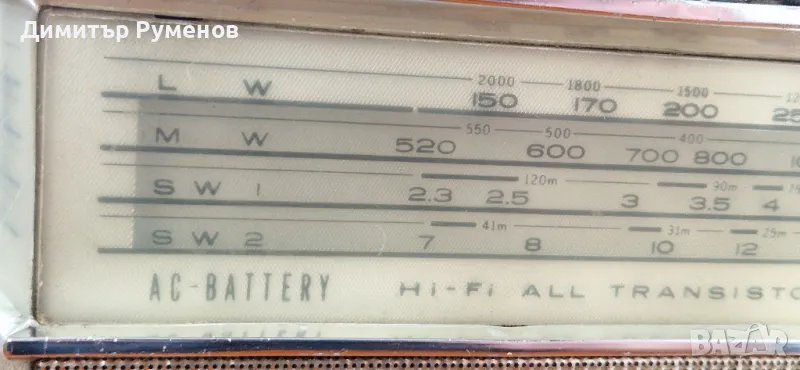 Димитър Руменов
2000 1800 1500
L W 150 170 200
550 500 400
M W 520 600 700 800
120m 90m
S W 1 2.3 2.5 3 3.5 4
41m 31m 25m
S W 2 7 8 10 12
AC-BATTERY Hi-Fi ALL
BAZAR